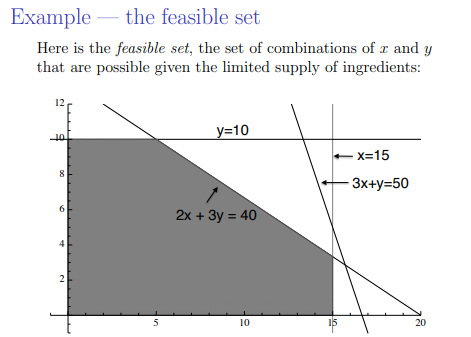 Example — the feasible set
Here is the feasible set, the set of combinations of x and y
that are possible given the limited supply of ingredients:
12
10
y=10
x=15
8
3x+y=50
6
2x + 3y = 40
4
2
5
10
15
20